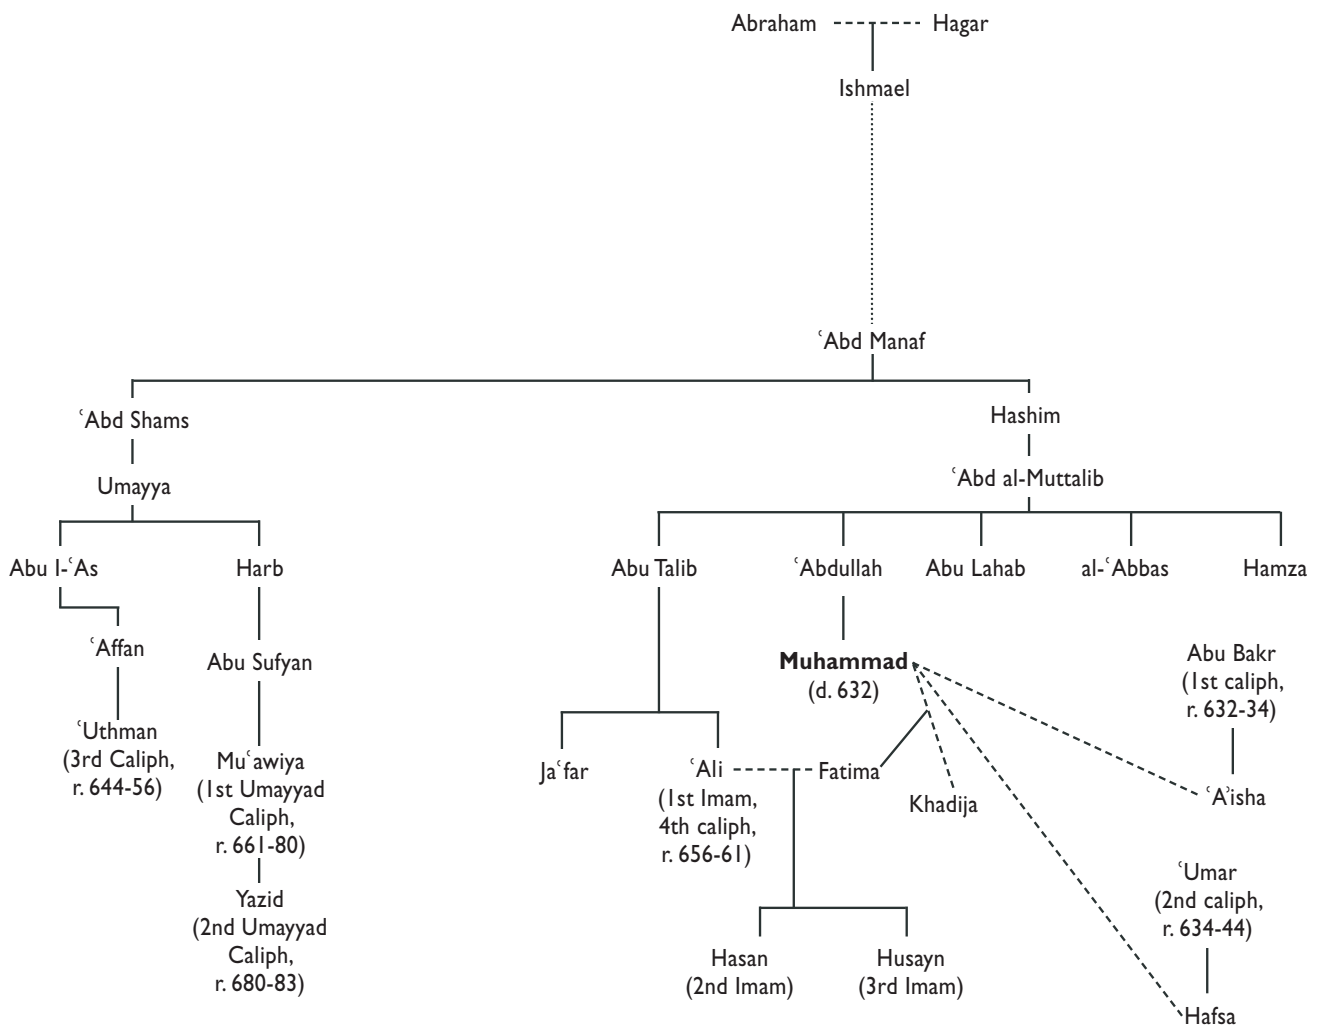 Abraham
Hagar
Ishmael
ʿAbd Manaf
ʿAbd Shams
Hashim
Umayya
ʿAbd al-Muttalib
Abu l-ʿAs
Harb
Abu Talib
ʿAbdullah
Abu Lahab
al-ʿAbbas
Hamza
ʿAffan
Abu Sufyan
Muhammad
(d. 632)
Abu Bakr
(1st caliph,
r. 632-34)
ʿUthman
(3rd Caliph,
r. 644-56)
Muʿawiya
(1st Umayyad
Caliph,
r. 661-80)
Jaʿfar
ʿAli
(1st Imam,
4th caliph,
r. 656-61)
Fatima
Khadija
ʿAʾisha
Yazid
(2nd Umayyad
Caliph,
r. 680-83)
ʿUmar
(2nd caliph,
r. 634-44)
Hasan
(2nd Imam)
Husayn
(3rd Imam)
Hafsa